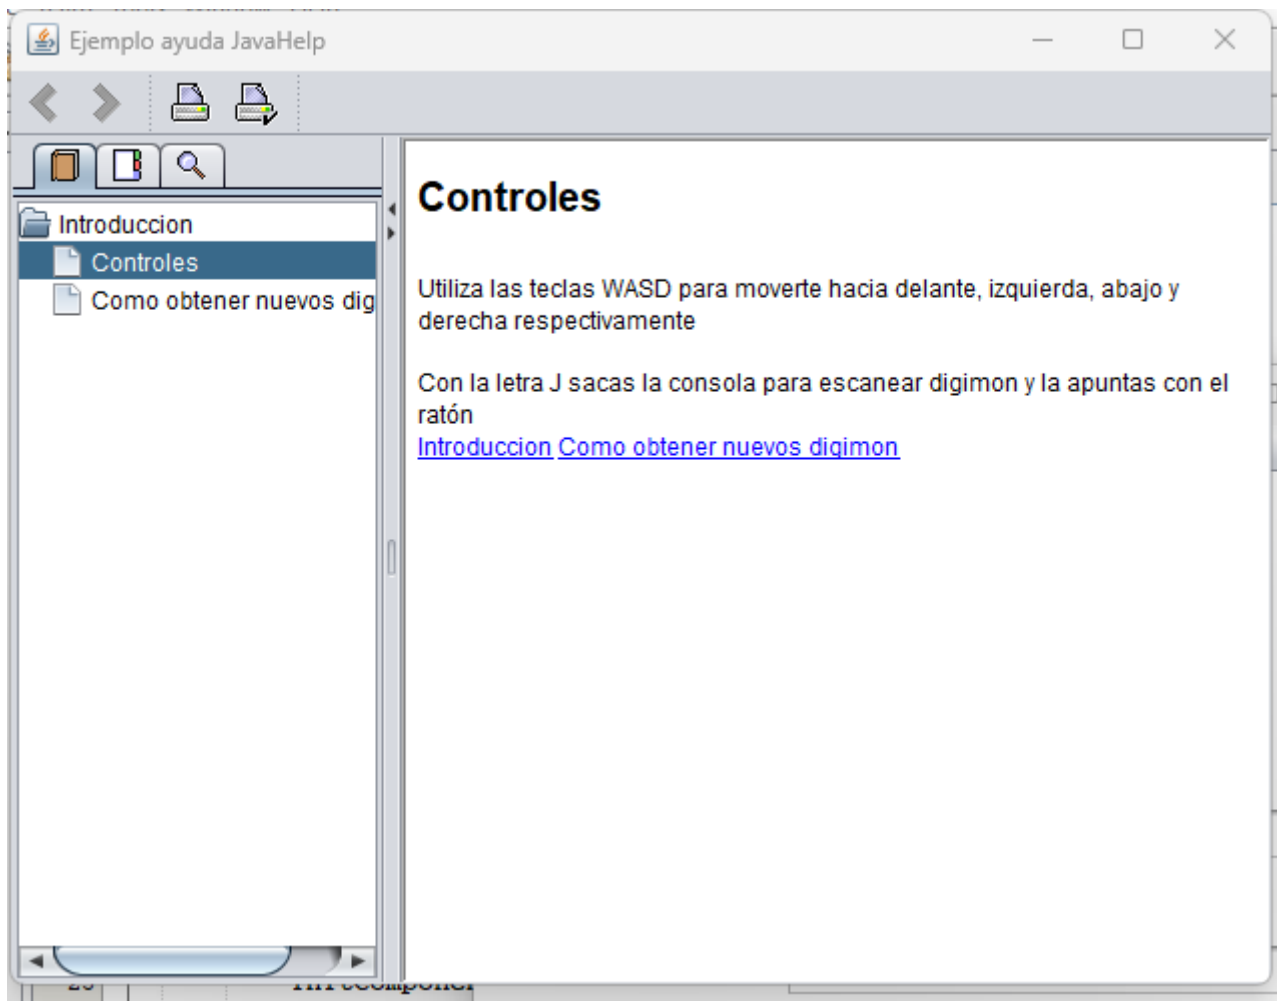 Ejemplo ayuda JavaHelp
Introduccion
Controles
Como obtener nuevos dig
Controles
Utiliza las teclas WASD para moverte hacia delante, izquierda, abajo y
derecha respectivamente
Con la letra J sacas la consola para escanear digimon y la apuntas con el
ratón
Introduccion Como obtener nuevos digimon